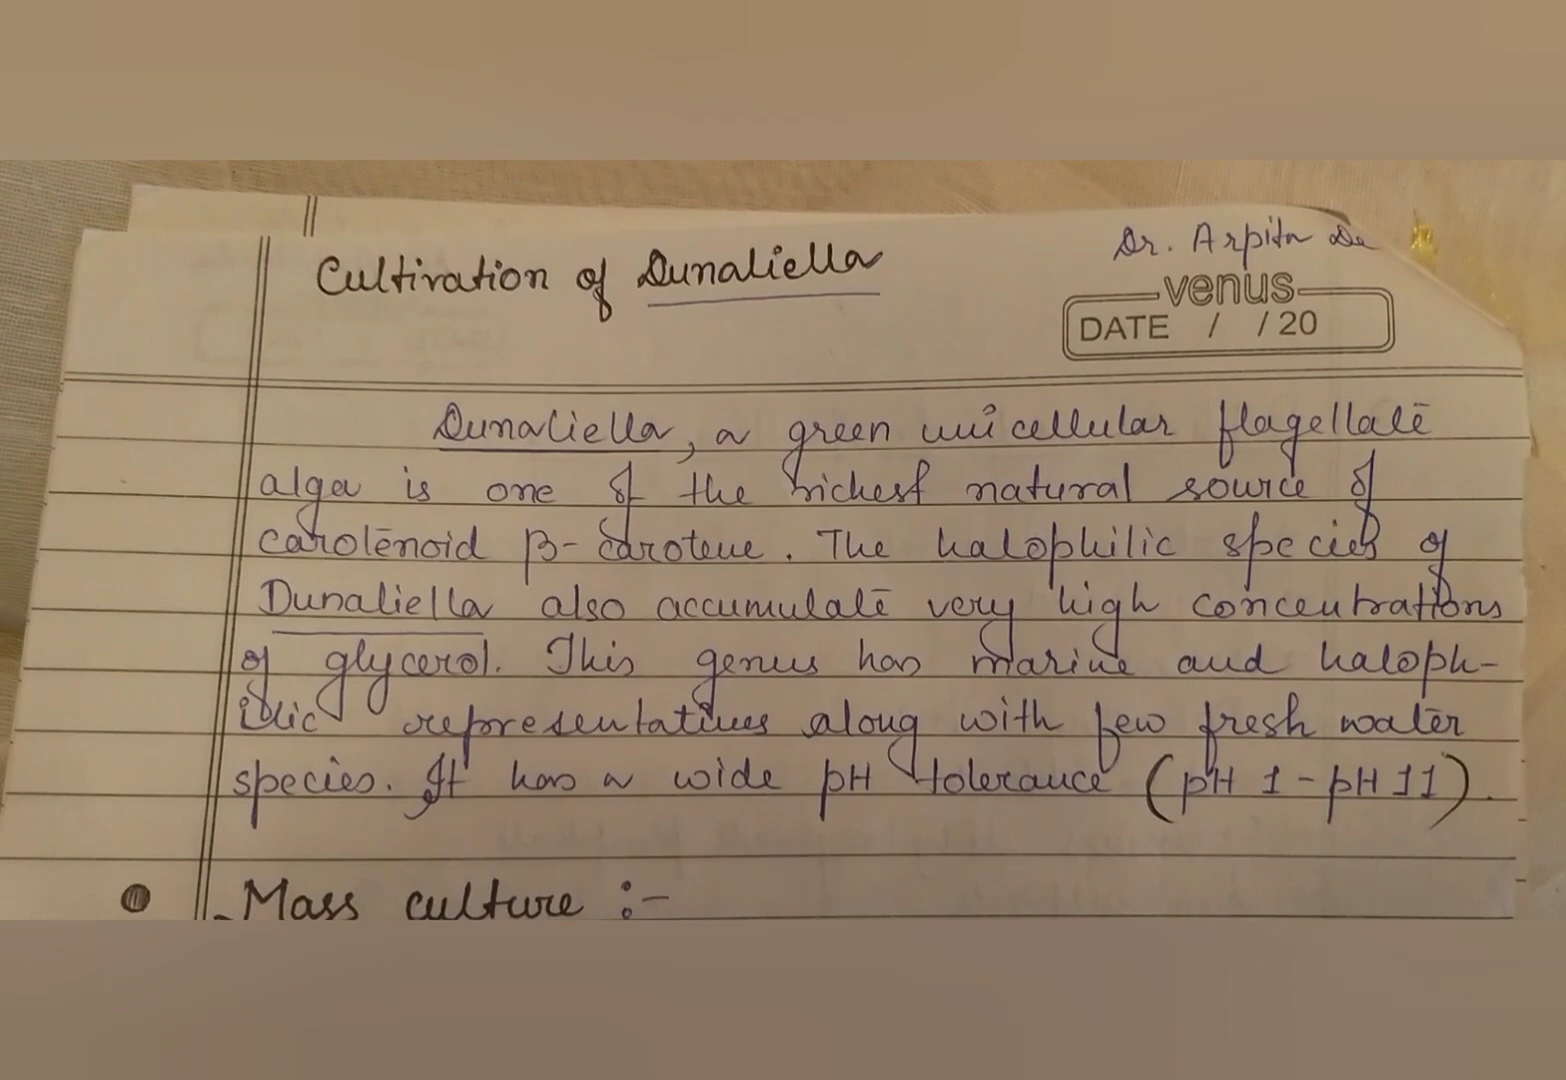 Cultivation of Dunaliella
Dr. Arpita De
venus
DATE / / 20
Dunaliella, a green unicellular flagellate
alga is one of the richest natural source of
carotenoid β-carotene. The halophilic species of
Dunaliella also accumulate very high concentrations
of glycerol. This genus has marine and haloph-
ilic representatives along with few fresh water
species. It has a wide pH tolerance (pH 1 - pH 11).
Mass culture :-